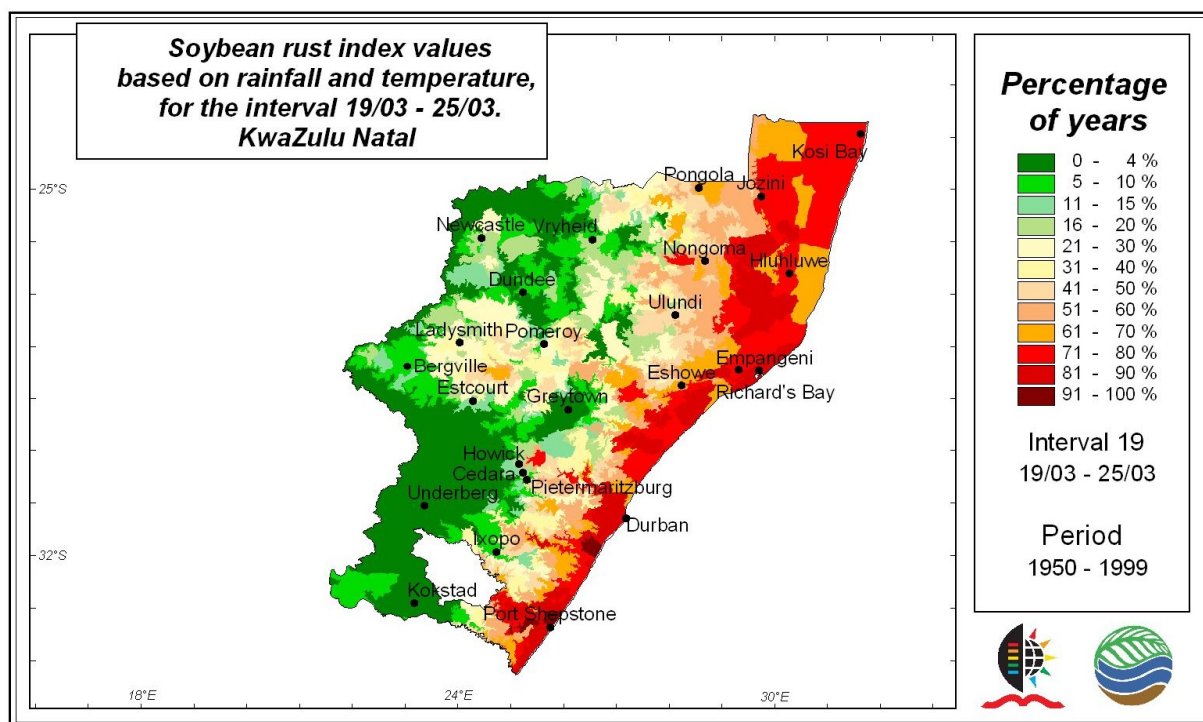 Soybean rust index values
based on rainfall and temperature,
for the interval 19/03 - 25/03.
KwaZulu Natal
Percentage
of years
0 - 4 %
5 - 10 %
11 - 15 %
16 - 20 %
21 - 30 %
31 - 40 %
41 - 50 %
51 - 60 %
61 - 70 %
71 - 80 %
81 - 90 %
91 - 100 %
Interval 19
19/03 - 25/03
Period
1950 - 1999
Kosi Bay
Pongola
Jozini
Newcastle
Vryheid
Nongoma
Hluhluwe
Dundee
Ulundi
Ladysmith
Pomeroy
Bergville
Empangeni
Eshowe
Richard's Bay
Estcourt
Greytown
Howick
Cedara
Pietermaritzburg
Underberg
Durban
Ixopo
Kokstad
Port Shepstone
25°S
32°S
18°E
24°E
30°E